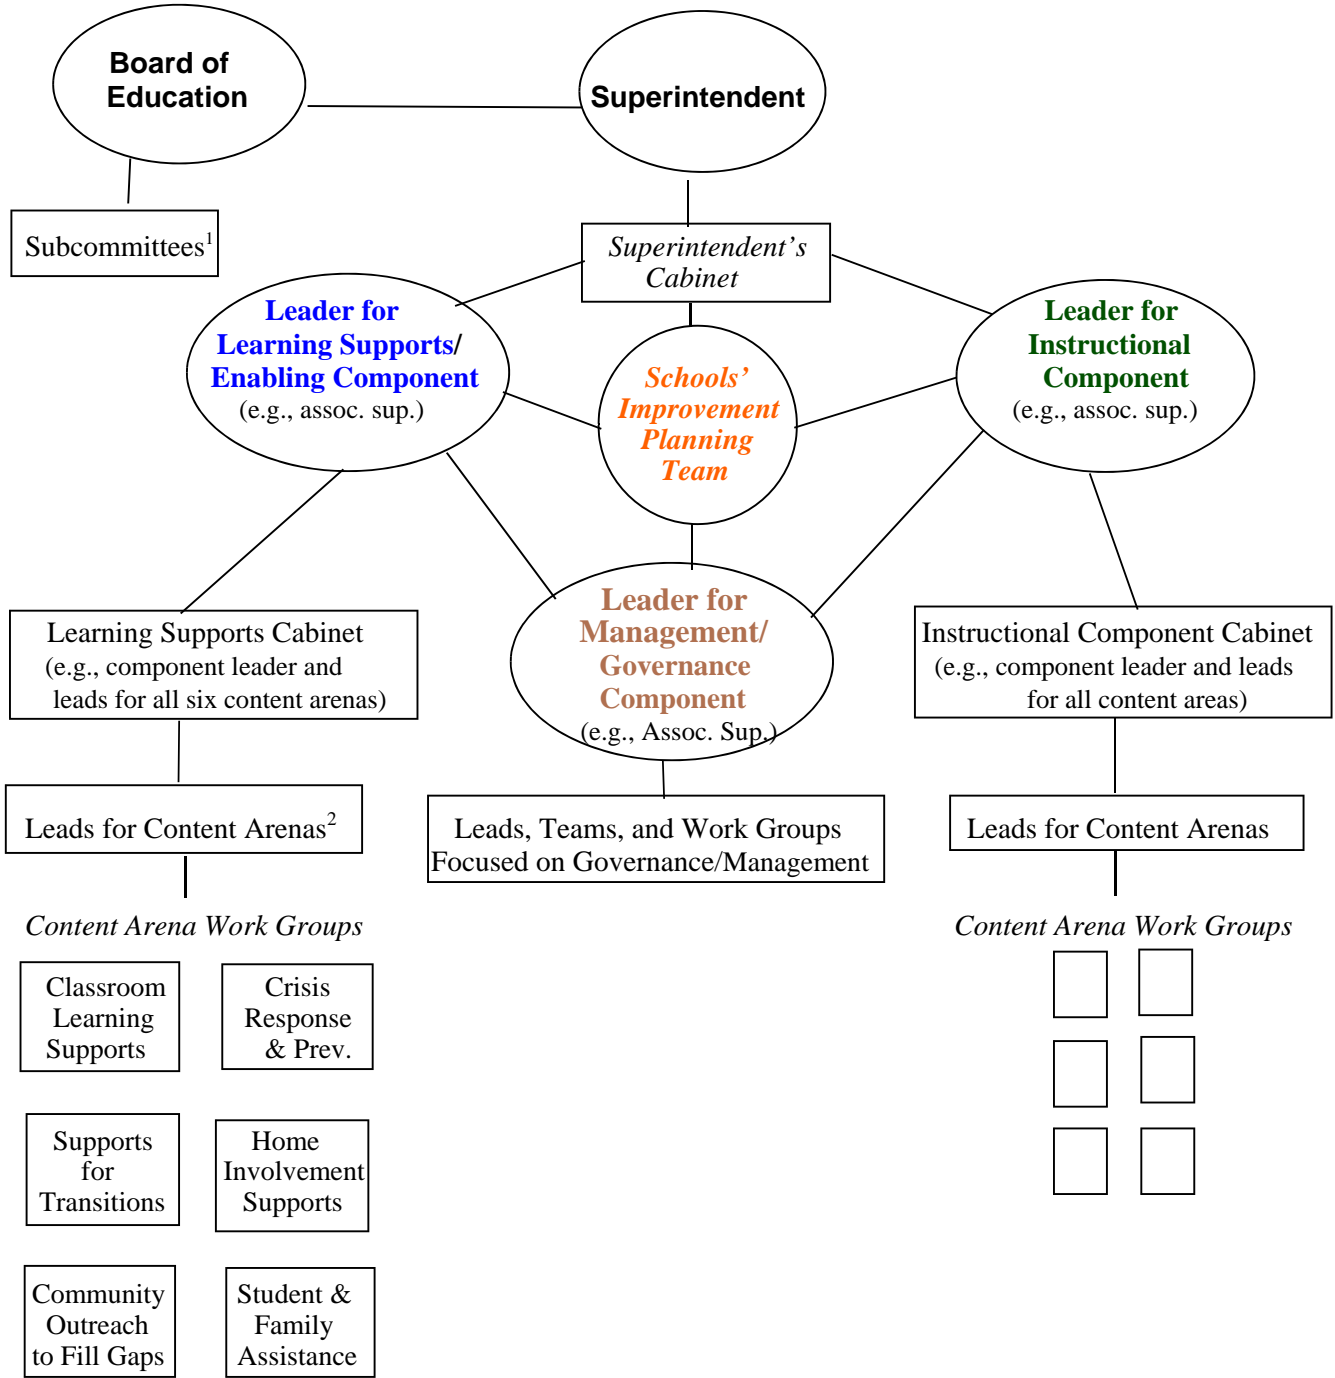 Board of
Education
Superintendent
Subcommittees1
Superintendent's
Cabinet
Leader for
Learning Supports/
Enabling Component
(e.g., assoc. sup.)
Schools'
Improvement
Planning
Team
Leader for
Instructional
Component
(e.g., assoc. sup.)
Learning Supports Cabinet
(e.g., component leader and
leads for all six content arenas)
Leader for
Management/
Governance
Component
(e.g., Assoc. Sup.)
Instructional Component Cabinet
(e.g., component leader and leads
for all content areas)
Leads for Content Arenas2
Leads, Teams, and Work Groups
Focused on Governance/Management
Leads for Content Arenas
Content Arena Work Groups
Content Arena Work Groups
Classroom
Learning
Supports
Crisis
Response
& Prev.
Supports
for
Transitions
Home
Involvement
Supports
Community
Outreach
to Fill Gaps
Student &
Family
Assistance